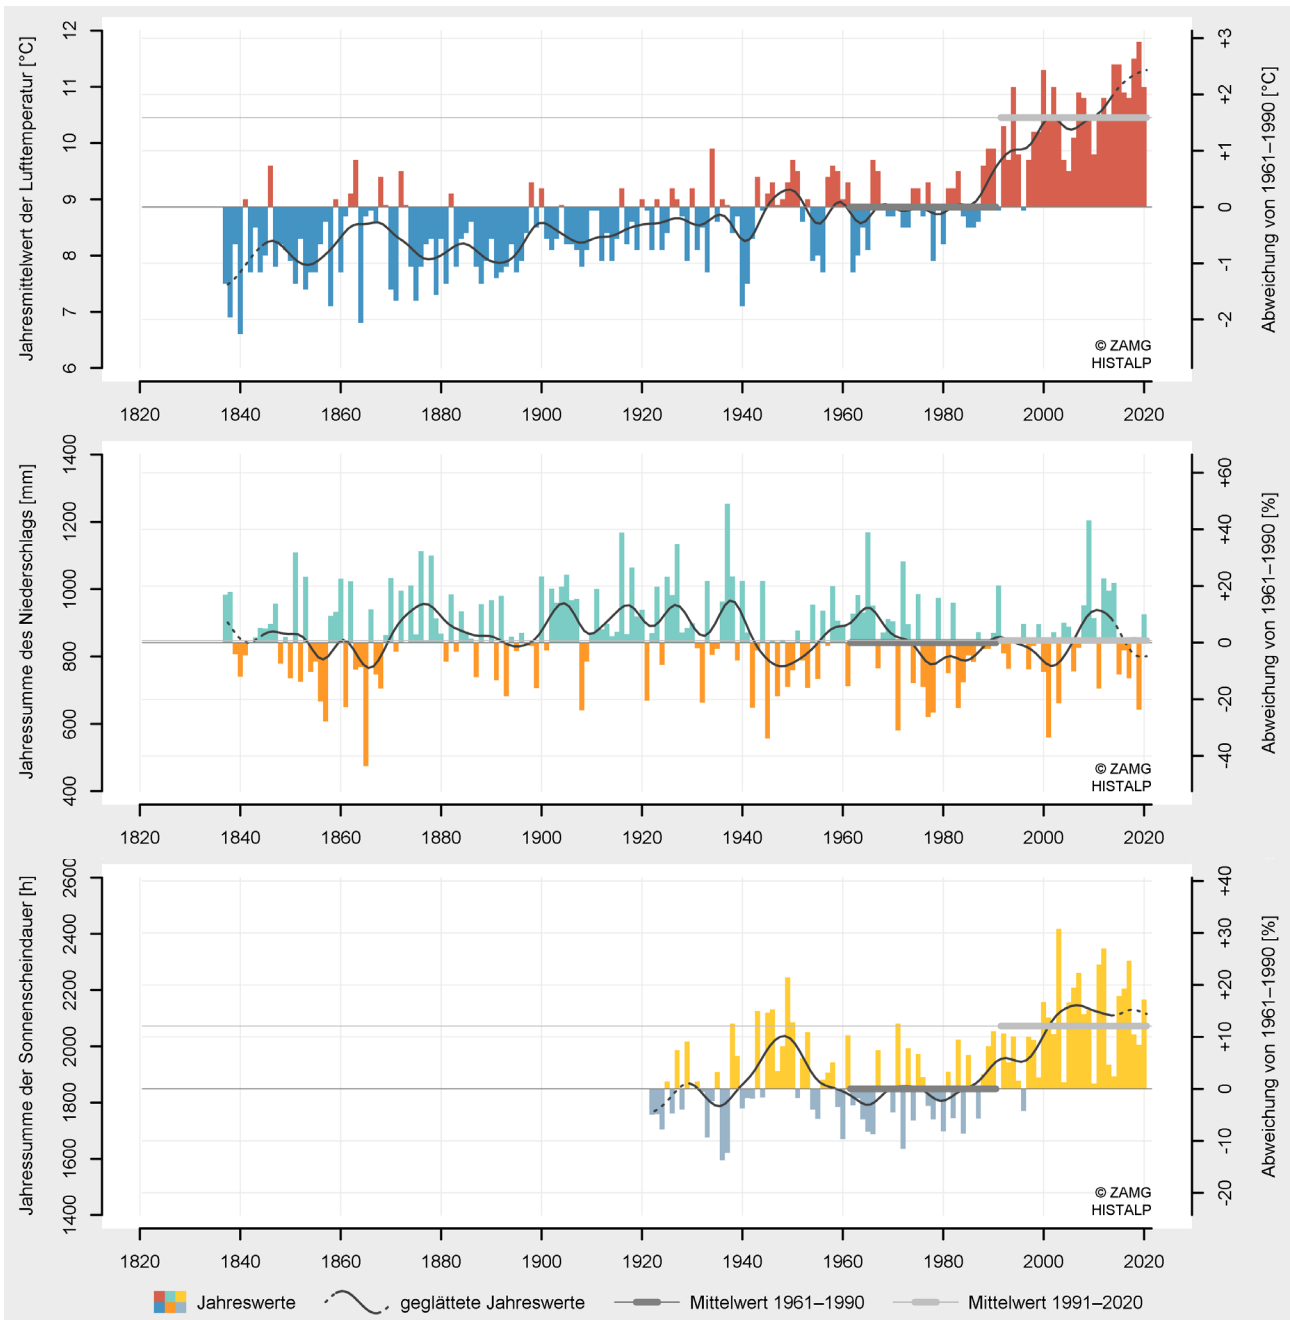 Jahresmittelwert der Lufttemperatur [°C]
12
11
10
9
8
7
6
+3
+2
+1
0
-1
-2
Abweichung von 1961–1990 [°C]
© ZAMG
HISTALP
1820 1840 1860 1880 1900 1920 1940 1960 1980 2000 2020
Jahressumme des Niederschlags [mm]
1400
1200
1000
800
600
400
+60
+40
+20
0
-20
-40
Abweichung von 1961–1990 [%]
© ZAMG
HISTALP
1820 1840 1860 1880 1900 1920 1940 1960 1980 2000 2020
Jahressumme der Sonnenscheindauer [h]
2600
2400
2200
2000
1800
1600
1400
+40
+30
+20
+10
0
-10
-20
Abweichung von 1961–1990 [%]
© ZAMG
HISTALP
1820 1840 1860 1880 1900 1920 1940 1960 1980 2000 2020
Jahreswerte geglättete Jahreswerte Mittelwert 1961–1990 Mittelwert 1991–2020